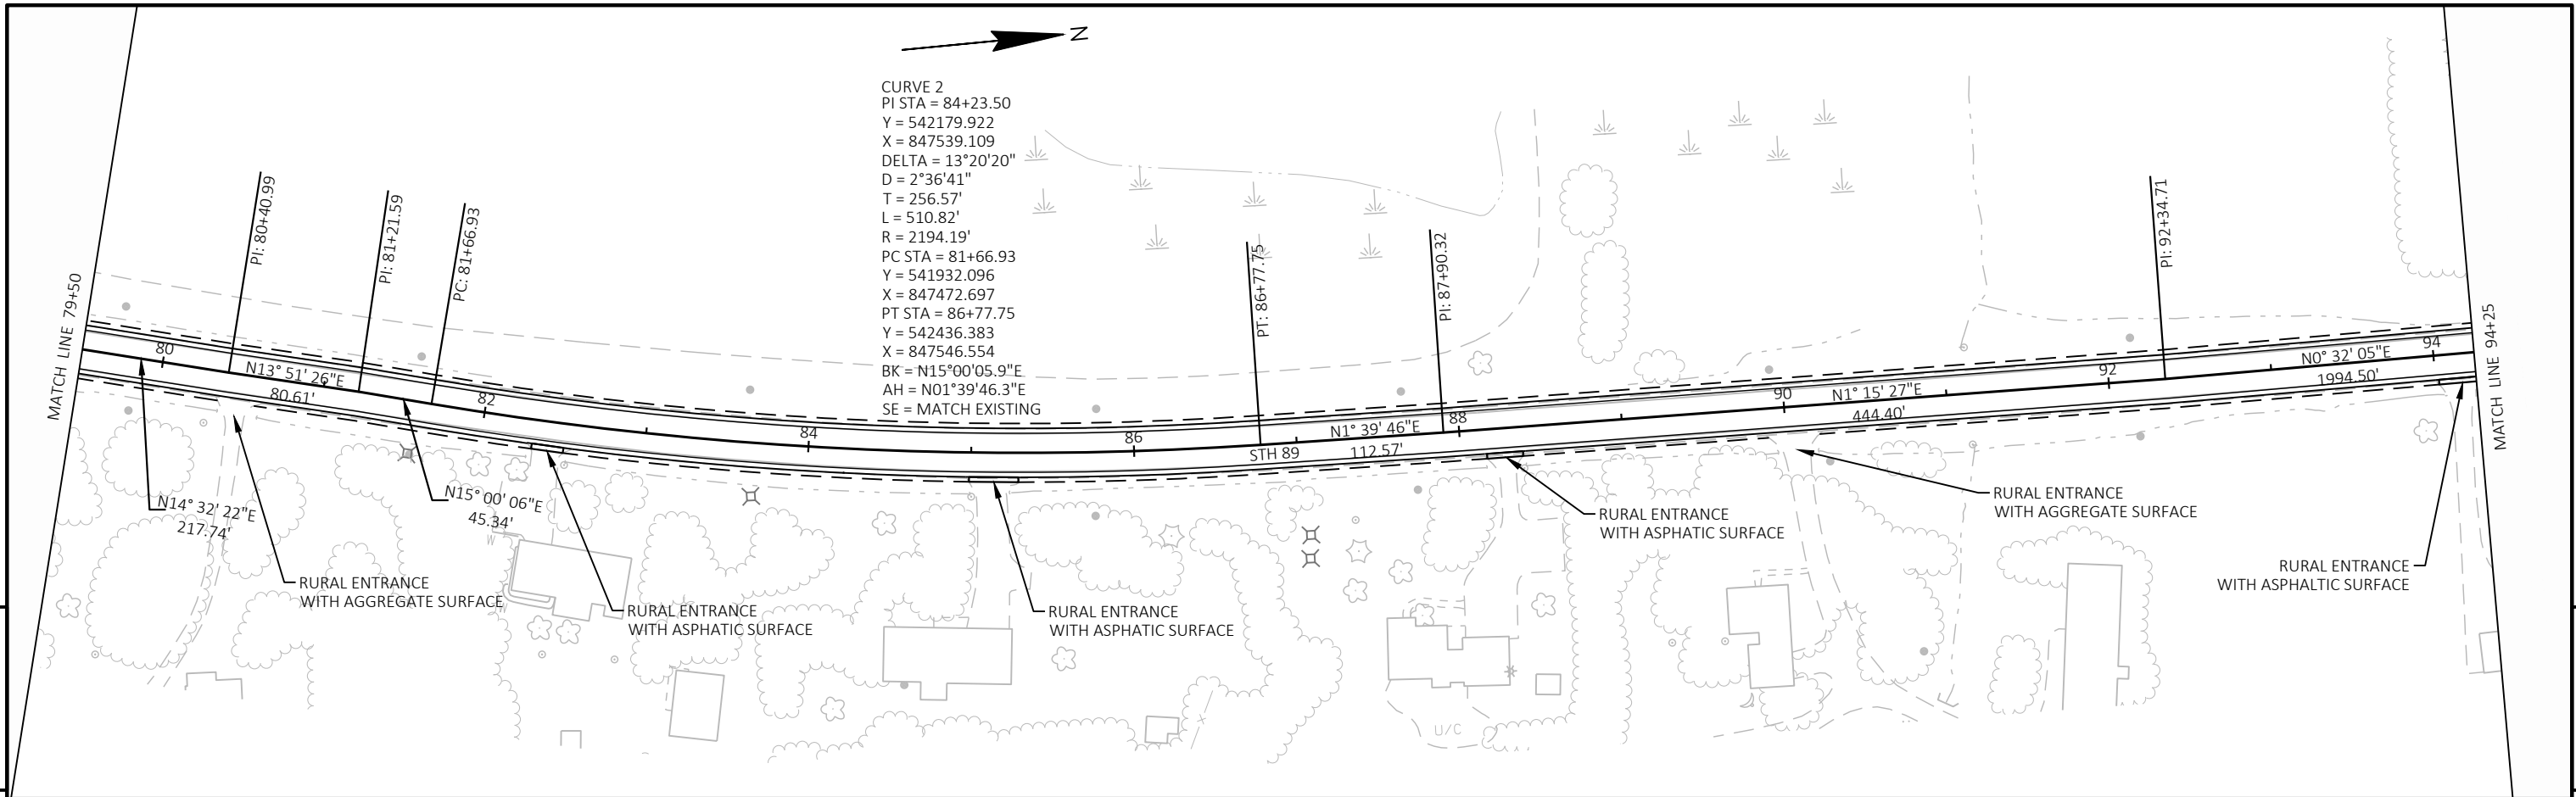 N
CURVE 2
PI STA = 84+23.50
Y = 542179.922
X = 847539.109
DELTA = 13°20'20"
D = 2°36'41"
T = 256.57'
L = 510.82'
R = 2194.19'
PC STA = 81+66.93
Y = 541932.096
X = 847472.697
PT STA = 86+77.75
Y = 542436.383
X = 847546.554
BK = N15°00'05.9"E
AH = N01°39'46.3"E
SE = MATCH EXISTING
MATCH LINE 79+50
PI: 80+40.99
PI: 81+21.59
PC: 81+66.93
PT: 86+77.75
PI: 87+90.32
PI: 92+34.71
MATCH LINE 94+25
80
82
84
86
88
90
92
94
N13° 51' 26"E
80.61'
N1° 39' 46"E
112.57'
STH 89
N1° 15' 27"E
444.40'
N0° 32' 05"E
1994.50'
N14° 32' 22"E
217.74'
N15° 00' 06"E
45.34'
W
W
RURAL ENTRANCE
WITH AGGREGATE SURFACE
RURAL ENTRANCE
WITH ASPHATIC SURFACE
RURAL ENTRANCE
WITH ASPHATIC SURFACE
RURAL ENTRANCE
WITH ASPHATIC SURFACE
RURAL ENTRANCE
WITH AGGREGATE SURFACE
RURAL ENTRANCE
WITH ASPHALTIC SURFACE
U/C